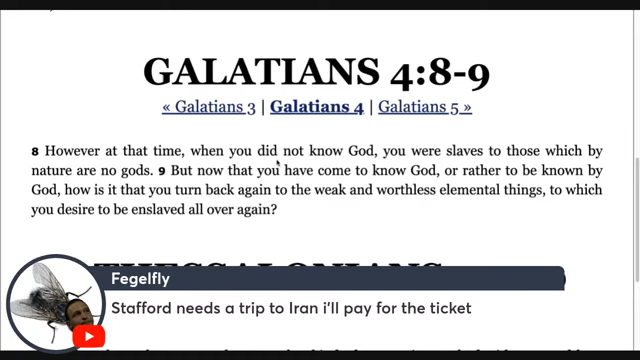 GALATIANS 4:8-9
« Galatians 3 | Galatians 4 | Galatians 5 »
8 However at that time, when you did not know God, you were slaves to those which by
nature are no gods. 9 But now that you have come to know God, or rather to be known by
God, how is it that you turn back again to the weak and worthless elemental things, to which
you desire to be enslaved all over again?
THESSALONIANS
Fegelfly
Stafford needs a trip to Iran i'll pay for the ticket